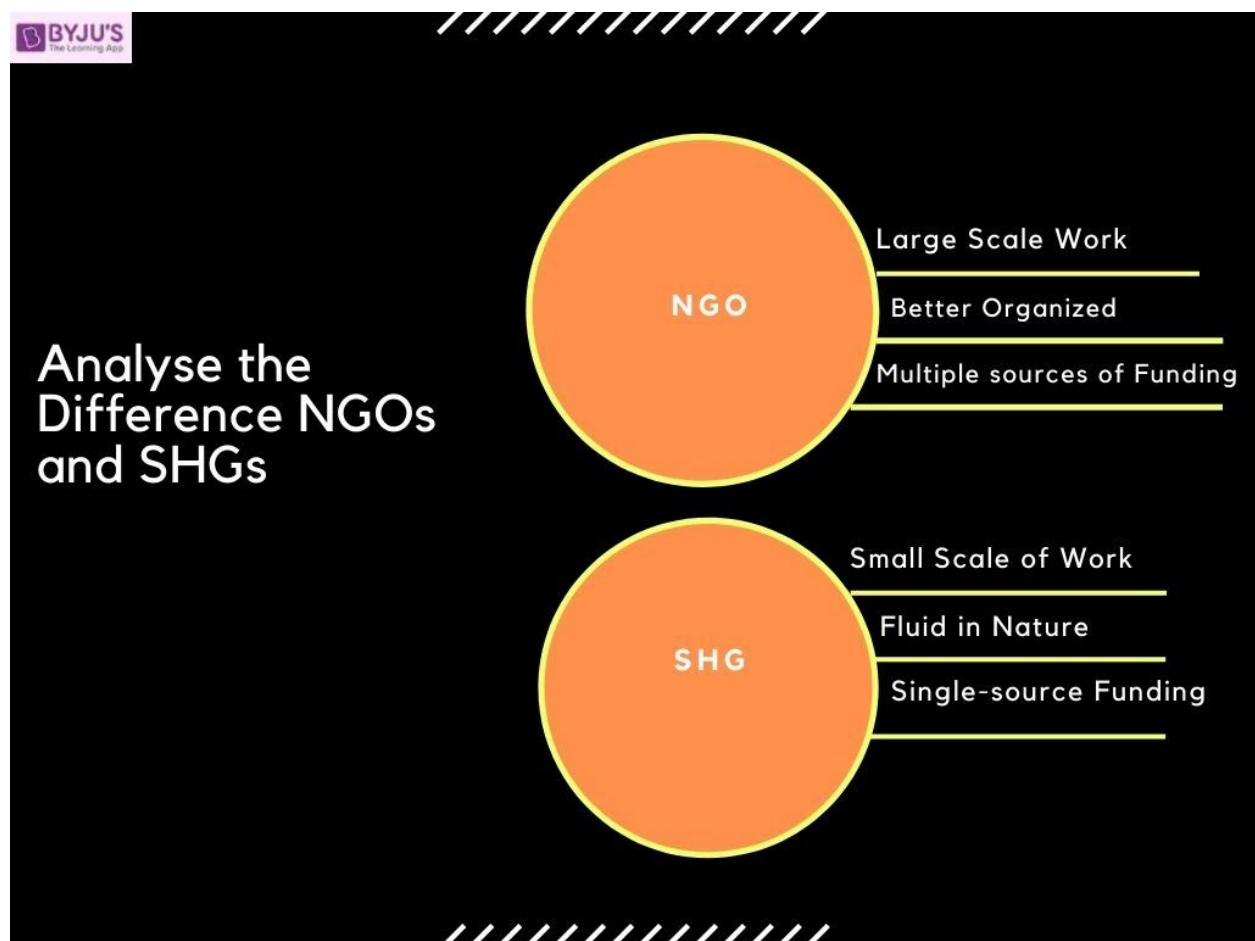 BYJU'S
The Learning App
Analyse the
Difference NGOs
and SHGs
NGO
Large Scale Work
Better Organized
Multiple sources of Funding
SHG
Small Scale of Work
Fluid in Nature
Single-source Funding